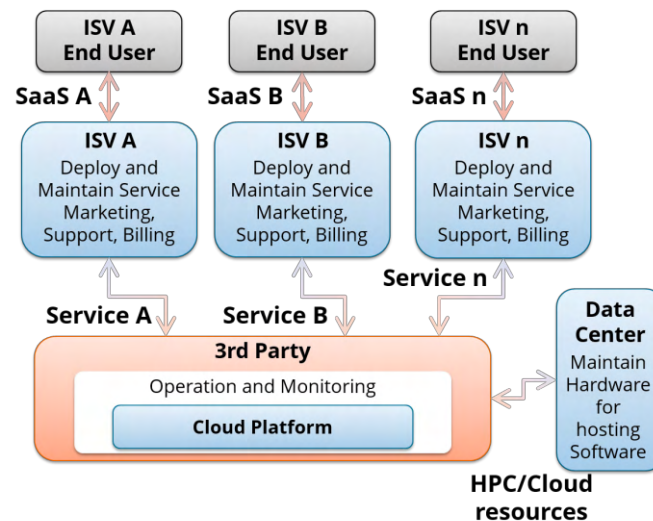 ISV A
End User
ISV B
End User
ISV n
End User
SaaS A
SaaS B
SaaS n
ISV A
Deploy and
Maintain Service
Marketing,
Support, Billing
ISV B
Deploy and
Maintain Service
Marketing,
Support, Billing
ISV n
Deploy and
Maintain Service
Marketing,
Support, Billing
Service A
Service B
Service n
3rd Party
Operation and Monitoring
Cloud Platform
Data
Center
Maintain
Hardware
for
hosting
Software
HPC/Cloud
resources